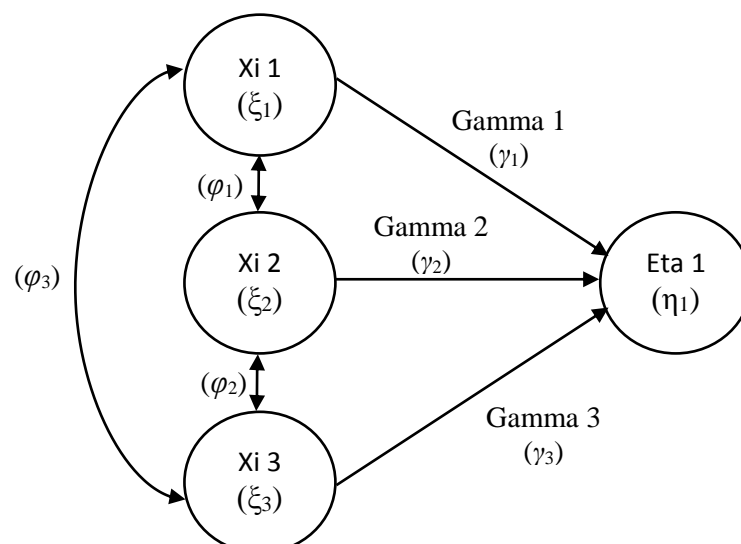 Xi 1
(ξ₁)
Gamma 1
(γ₁)
(φ₁)
Gamma 2
(γ₂)
(φ₃)
Xi 2
(ξ₂)
Eta 1
(η₁)
(φ₂)
Gamma 3
(γ₃)
Xi 3
(ξ₃)